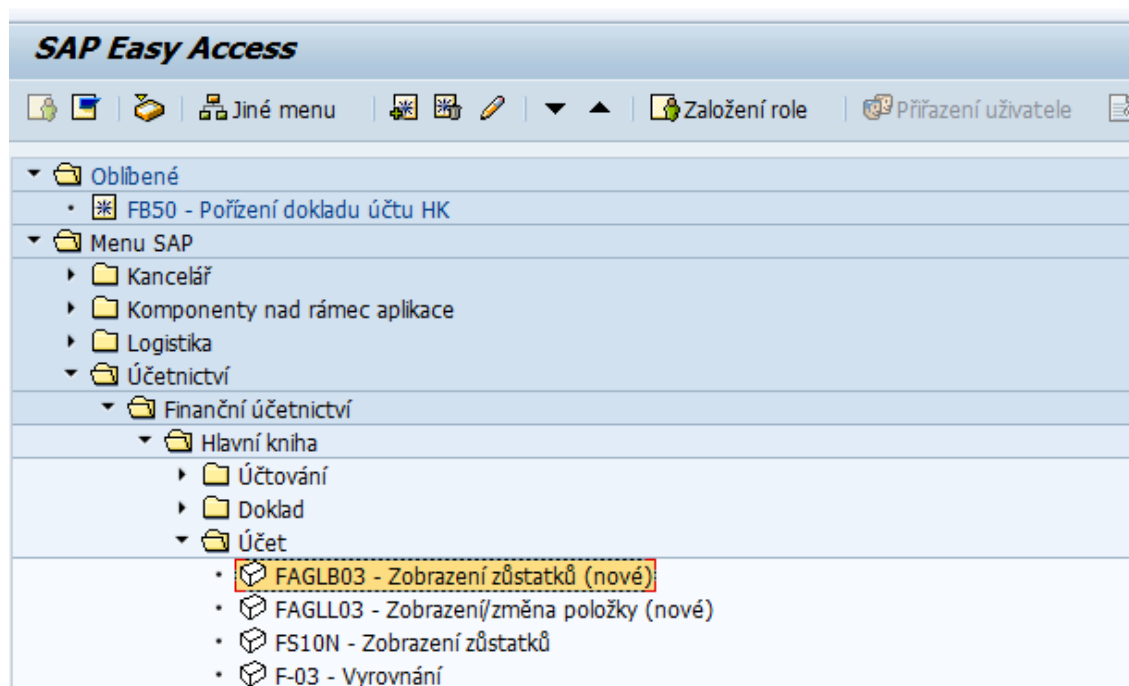 SAP Easy Access
Jiné menu Založení role Přiřazení uživatele
Oblíbené
FB50 - Pořízení dokladu účtu HK
Menu SAP
Kancelář
Komponenty nad rámec aplikace
Logistika
Účetnictví
Finanční účetnictví
Hlavní kniha
Účtování
Doklad
Účet
FAGLB03 - Zobrazení zůstatků (nové)
FAGLL03 - Zobrazení/změna položky (nové)
FS10N - Zobrazení zůstatků
F-03 - Vyrovnání